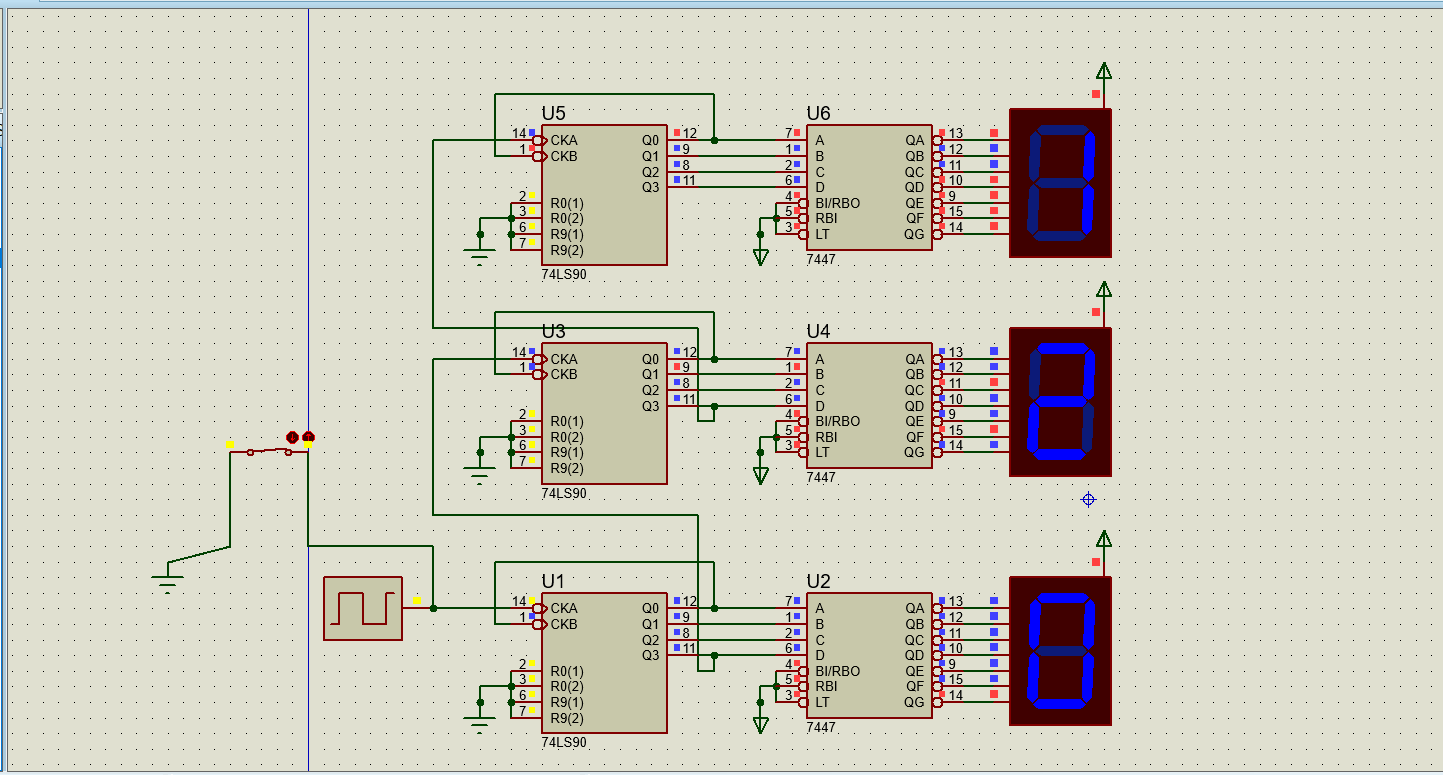 U5
14 CKA Q0 12
1 CKB Q1 9
Q2 8
Q3 11
2 R0(1)
3 R0(2)
6 R9(1)
7 R9(2)
74LS90
U6
7 A QA 13
1 B QB 12
2 C QC 11
6 D QD 10
4 BI/RBO QE 9
5 RBI QF 15
3 LT QG 14
7447
1
U3
14 CKA Q0 12
1 CKB Q1 9
Q2 8
Q3 11
2 R0(1)
3 R0(2)
6 R9(1)
7 R9(2)
74LS90
U4
7 A QA 13
1 B QB 12
2 C QC 11
6 D QD 10
4 BI/RBO QE 9
5 RBI QF 15
3 LT QG 14
7447
2
U1
14 CKA Q0 12
1 CKB Q1 9
Q2 8
Q3 11
2 R0(1)
3 R0(2)
6 R9(1)
7 R9(2)
74LS90
U2
7 A QA 13
1 B QB 12
2 C QC 11
6 D QD 10
4 BI/RBO QE 9
5 RBI QF 15
3 LT QG 14
7447
0